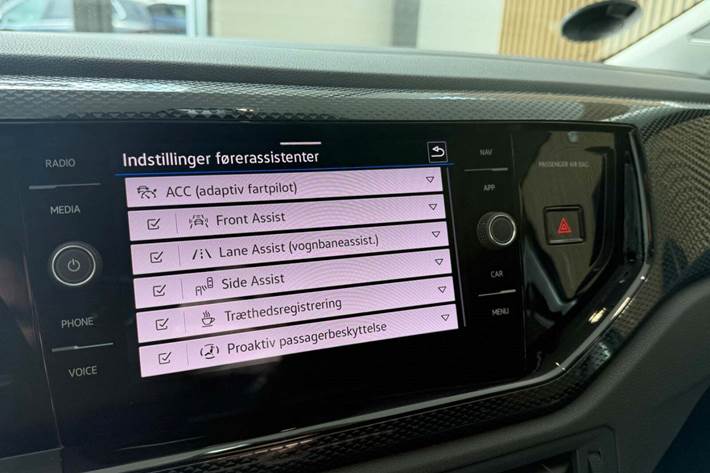 RADIO
MEDIA
PHONE
VOICE
Indstillinger førerassistenter
ACC (adaptiv fartpilot)
Front Assist
Lane Assist (vognbaneassist.)
Side Assist
Træthedsregistrering
Proaktiv passagerbeskyttelse
NAV
APP
CAR
MENU
PASSENGER AIR BAG